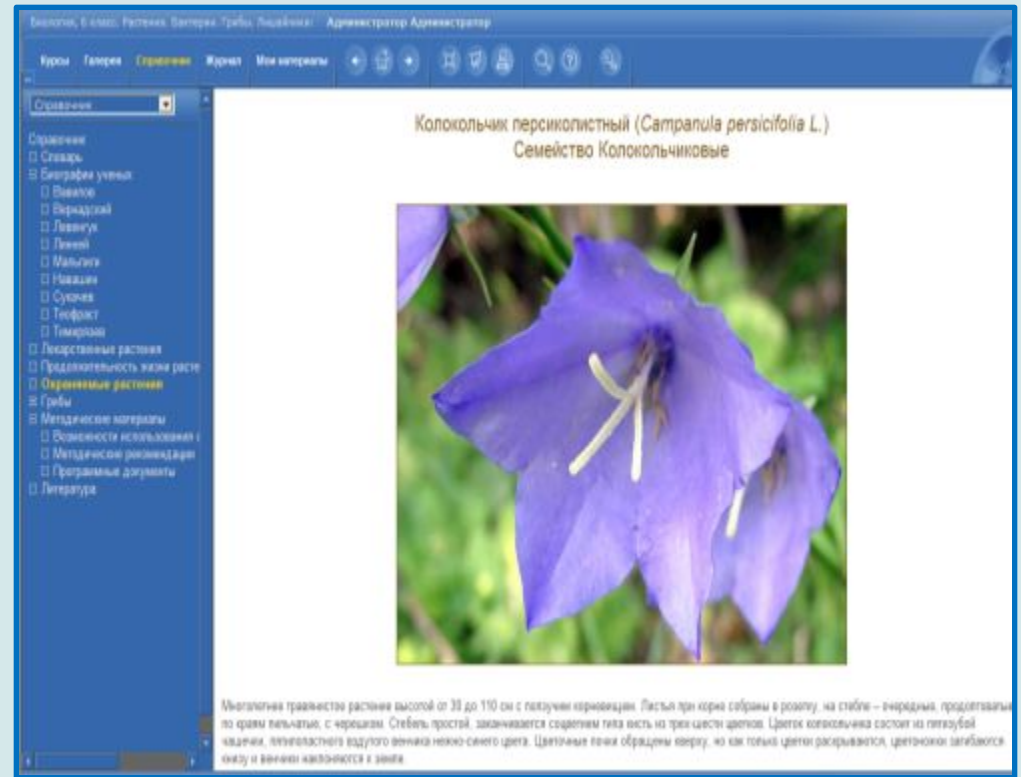 Биология, 6 класс. Растения. Бактерии. Грибы. Лишайники. Администратор Администратор
Курсы Галерея Справочник Журнал Мои материалы
Справочник
Справочник
Словарь
Биографии ученых
Вавилов
Вернадский
Левенгук
Линней
Мальпиги
Навашин
Сукачев
Теофраст
Тимирязев
Лекарственные растения
Продолжительность жизни расте
Охраняемые растения
Грибы
Методические материалы
Возможности использования
Методические рекомендации
Программные документы
Литература
Колокольчик персиколистный (Campanula persicifolia L.)
Семейство Колокольчиковые
Многолетнее травянистое растение высотой от 30 до 110 см с ползучим корневищем. Листья при корне собраны в розетку, на стебле – очередные, продолговатые,
по краям пильчатые, с черешком. Стебель простой, заканчивается соцветием типа кисть из трех-шести цветков. Цветок колокольчика состоит из пятизубой
чашечки, пятилопастного вздутого венчика нежно-синего цвета. Цветочные почки обращены кверху, но как только цветки раскрываются, цветоножки загибаются
книзу и венчики наклоняются к земле.